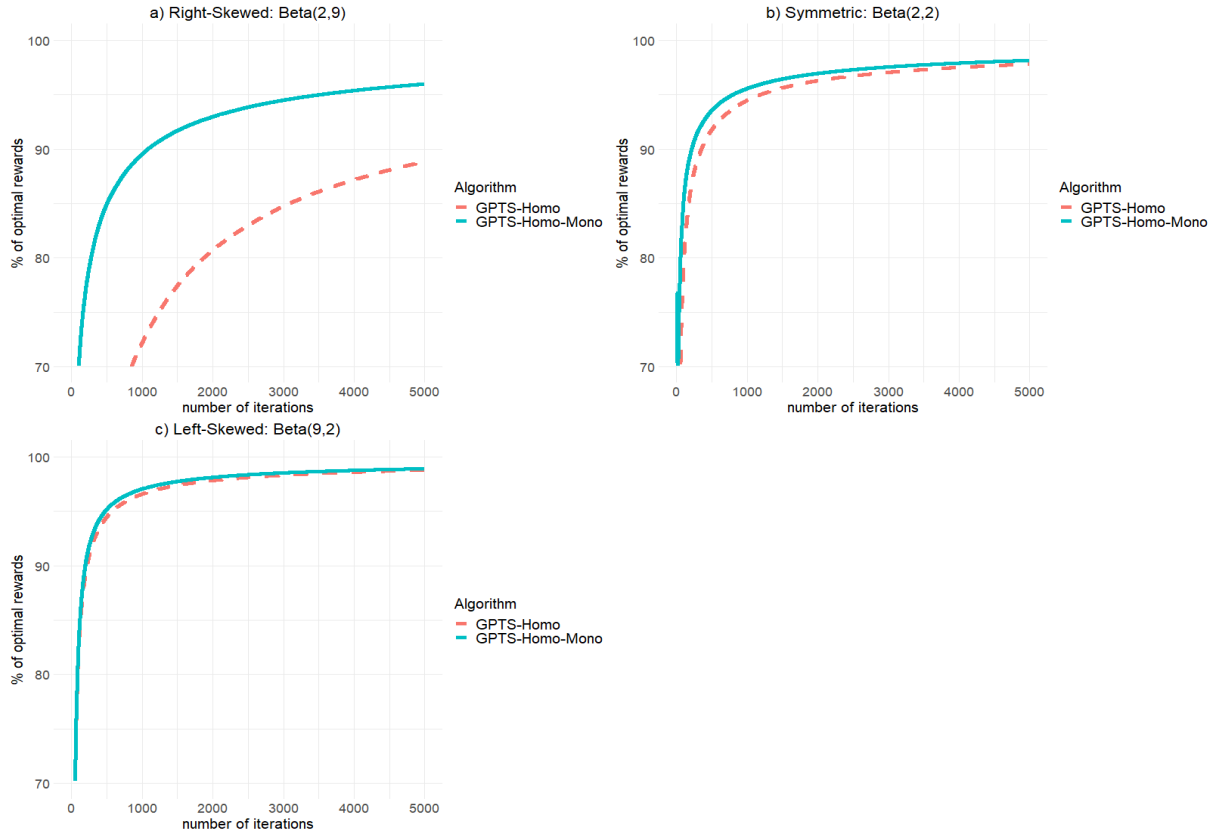 a) Right-Skewed: Beta(2,9)
100
90
80
70
% of optimal rewards
0 1000 2000 3000 4000 5000
number of iterations
Algorithm
GPTS-Homo
GPTS-Homo-Mono
b) Symmetric: Beta(2,2)
100
90
80
70
% of optimal rewards
0 1000 2000 3000 4000 5000
number of iterations
Algorithm
GPTS-Homo
GPTS-Homo-Mono
c) Left-Skewed: Beta(9,2)
100
90
80
70
% of optimal rewards
0 1000 2000 3000 4000 5000
number of iterations
Algorithm
GPTS-Homo
GPTS-Homo-Mono